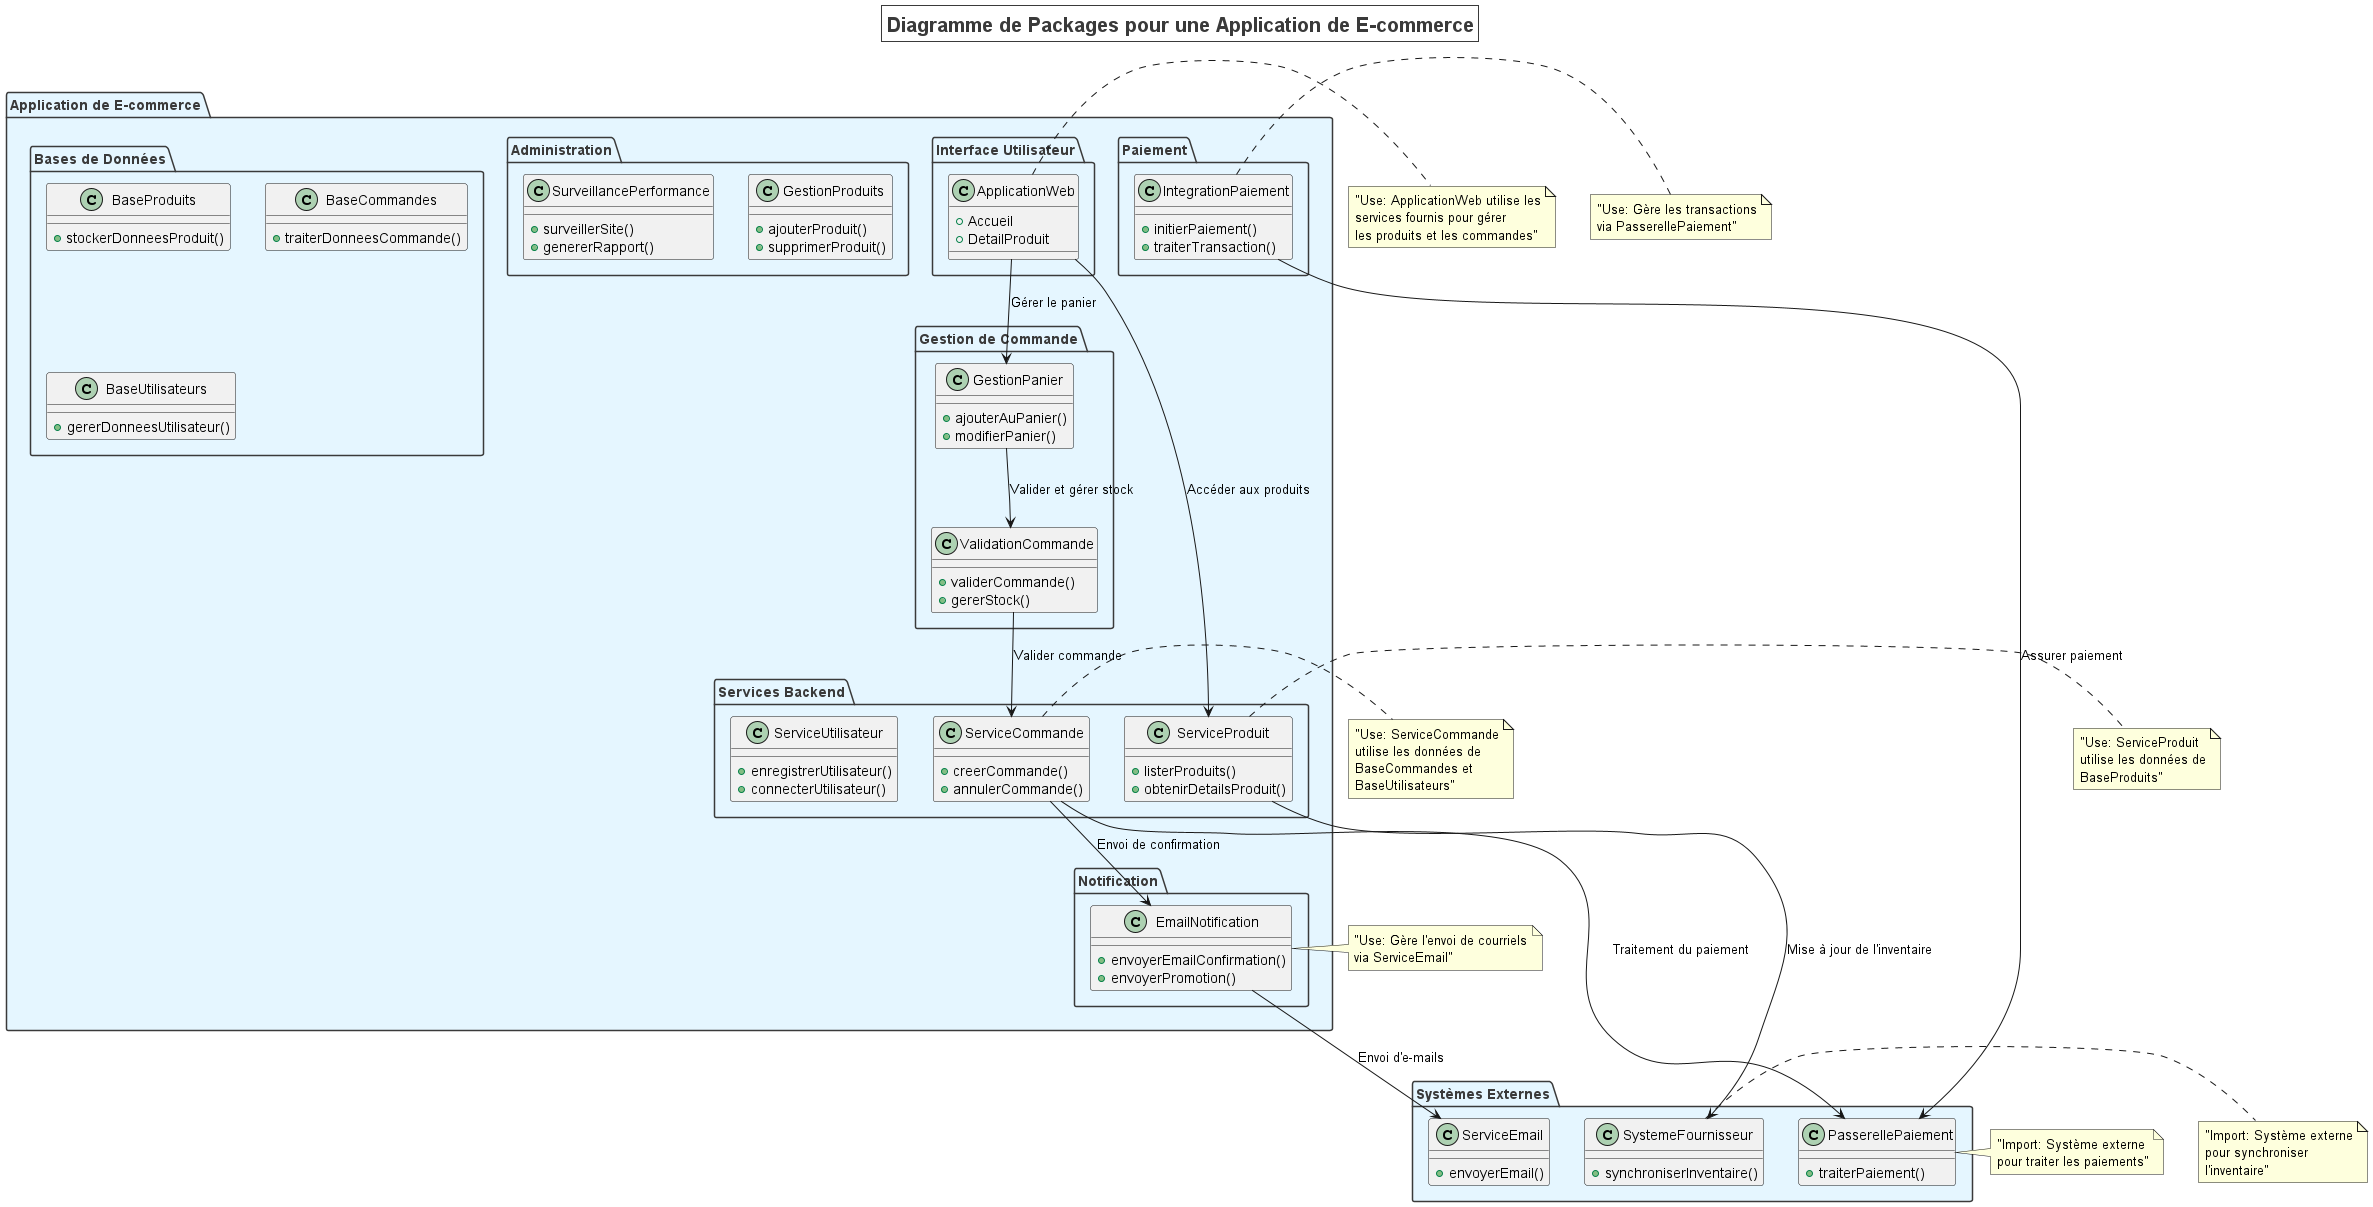 Diagramme de Packages pour une Application de E-commerce
Application de E-commerce
Bases de Données
C BaseProduits
stockerDonneesProduit()
C BaseCommandes
traiterDonneesCommande()
C BaseUtilisateurs
gererDonneesUtilisateur()
Administration
C SurveillancePerformance
surveillerSite()
genererRapport()
C GestionProduits
ajouterProduit()
supprimerProduit()
Interface Utilisateur
C ApplicationWeb
Accueil
DetailProduit
Paiement
C IntegrationPaiement
initierPaiement()
traiterTransaction()
"Use: ApplicationWeb utilise les
services fournis pour gérer
les produits et les commandes"
"Use: Gère les transactions
via PasserellePaiement"
Gérer le panier
Gestion de Commande
C GestionPanier
ajouterAuPanier()
modifierPanier()
Valider et gérer stock
Accéder aux produits
C ValidationCommande
validerCommande()
gererStock()
Valider commande
Assurer paiement
Services Backend
C ServiceUtilisateur
enregistrerUtilisateur()
connecterUtilisateur()
C ServiceCommande
creerCommande()
annulerCommande()
C ServiceProduit
listerProduits()
obtenirDetailsProduit()
"Use: ServiceCommande
utilise les données de
BaseCommandes et
BaseUtilisateurs"
"Use: ServiceProduit
utilise les données de
BaseProduits"
Envoi de confirmation
Notification
C EmailNotification
envoyerEmailConfirmation()
envoyerPromotion()
"Use: Gère l'envoi de courriels
via ServiceEmail"
Traitement du paiement
Mise à jour de l'inventaire
Envoi d'e-mails
Systèmes Externes
C ServiceEmail
envoyerEmail()
C SystemeFournisseur
synchroniserInventaire()
C PasserellePaiement
traiterPaiement()
"Import: Système externe
pour traiter les paiements"
"Import: Système externe
pour synchroniser
l'inventaire"